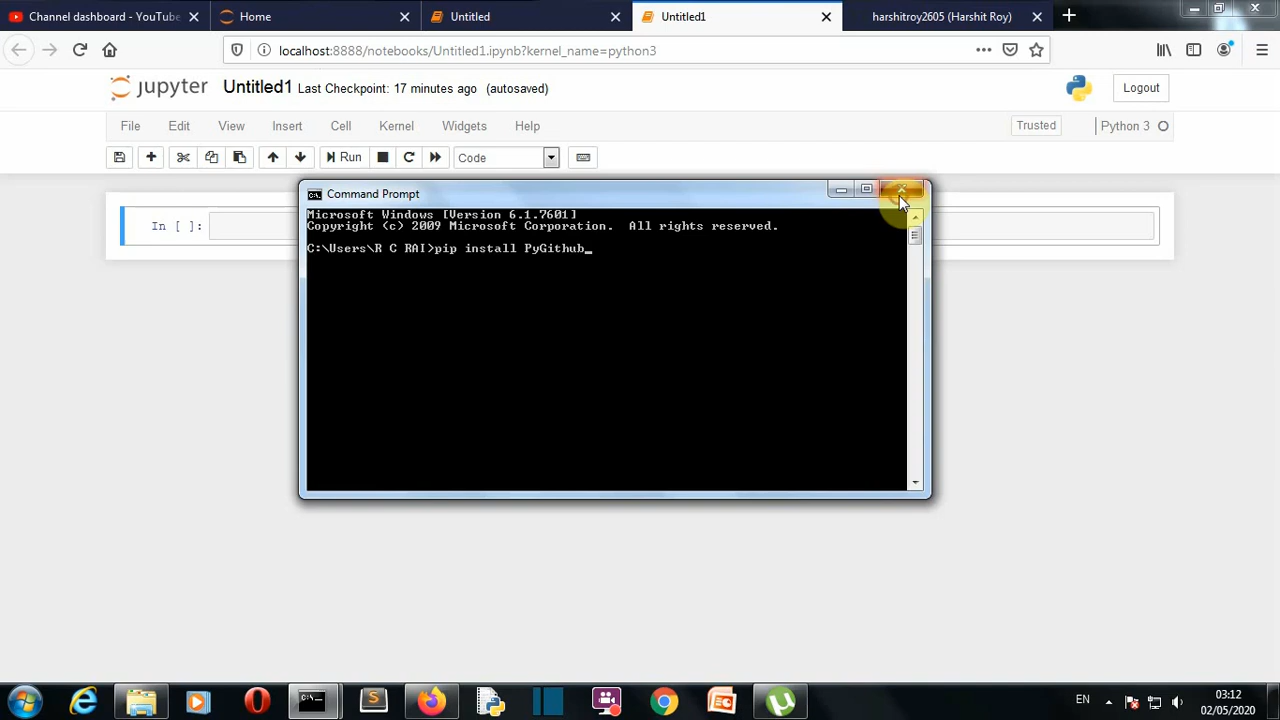 Channel dashboard - YouTube
Home
Untitled
Untitled1
harshitroy2605 (Harshit Roy)
localhost:8888/notebooks/Untitled1.ipynb?kernel_name=python3
jupyter Untitled1 Last Checkpoint: 17 minutes ago (autosaved)
Logout
File Edit View Insert Cell Kernel Widgets Help
Trusted
Python 3
Run
Code
In [ ]:
Command Prompt
Microsoft Windows [Version 6.1.7601]
Copyright (c) 2009 Microsoft Corporation. All rights reserved.
C:\Users\R C RAI>pip install PyGithub_
EN
03:12
02/05/2020